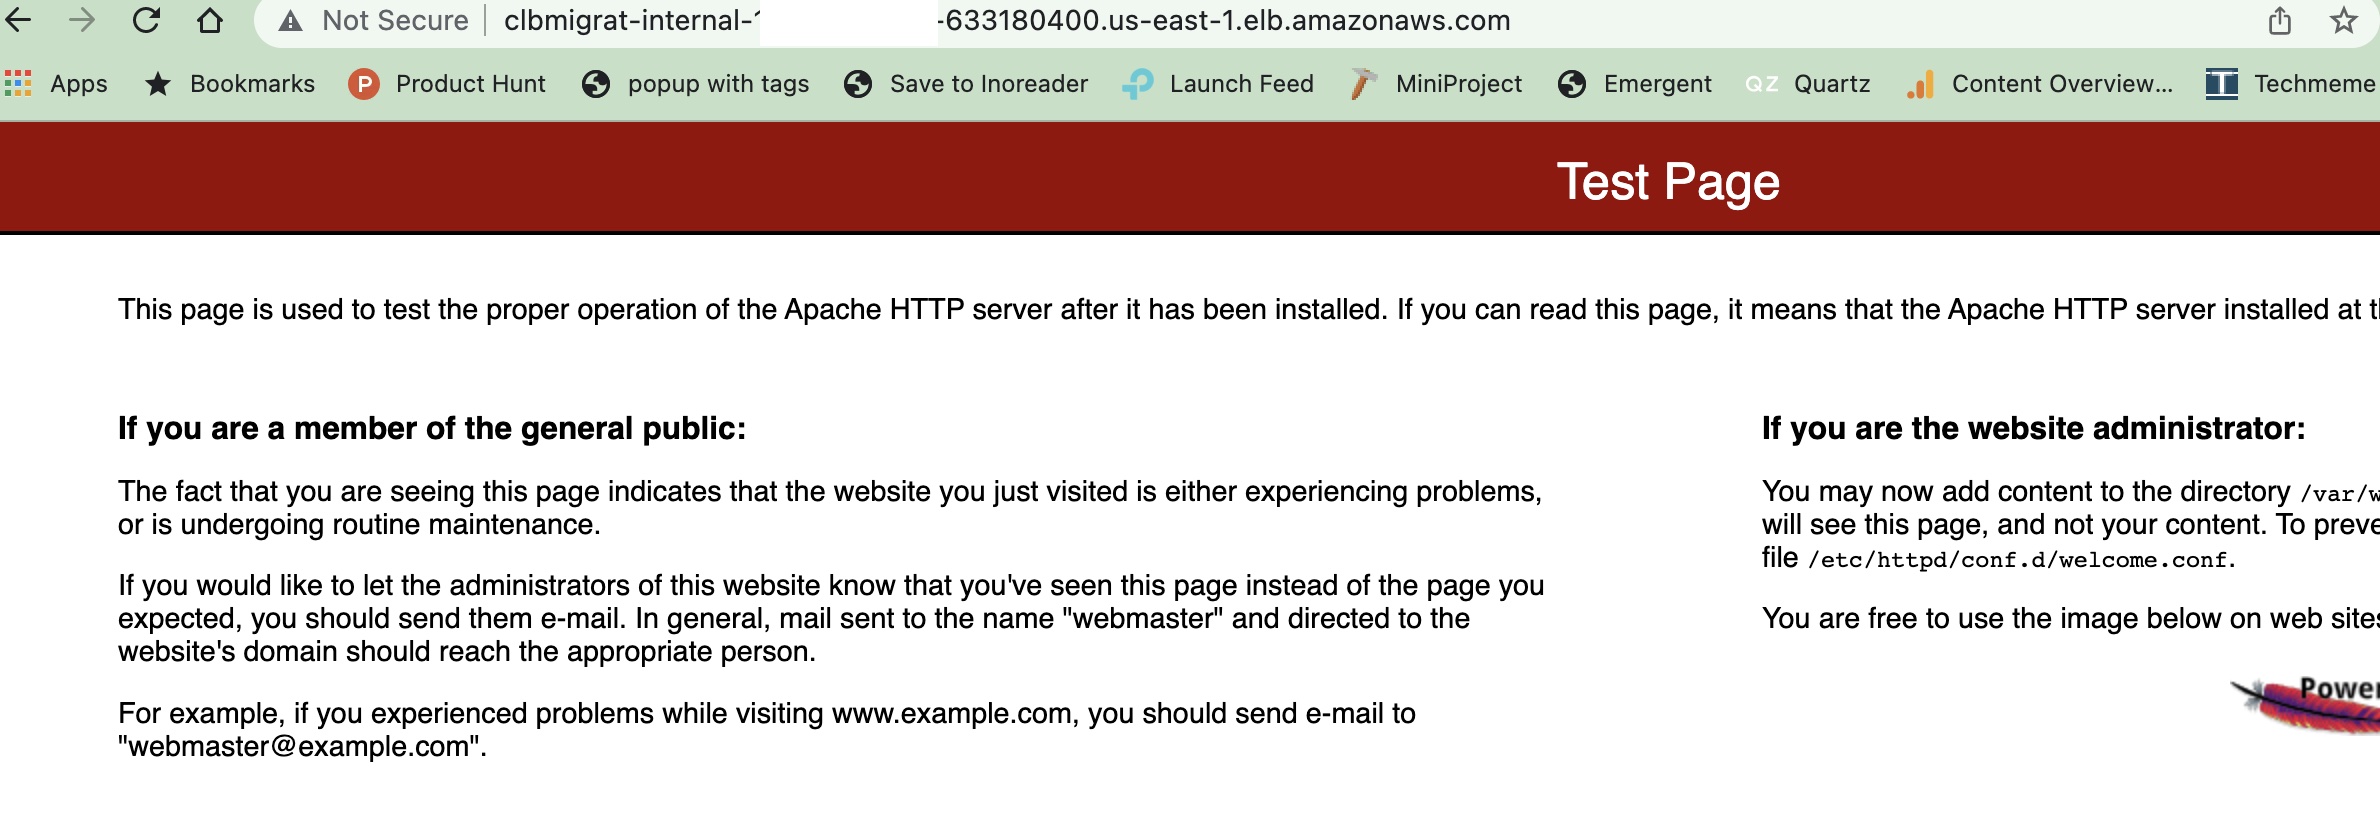 Not Secure clbmigrat-internal- -633180400.us-east-1.elb.amazonaws.com
Apps Bookmarks Product Hunt popup with tags Save to Inoreader Launch Feed MiniProject Emergent QZ Quartz Content Overview... Techmeme
Test Page
This page is used to test the proper operation of the Apache HTTP server after it has been installed. If you can read this page, it means that the Apache HTTP server installed at
If you are a member of the general public:
The fact that you are seeing this page indicates that the website you just visited is either experiencing problems,
or is undergoing routine maintenance.
If you would like to let the administrators of this website know that you've seen this page instead of the page you
expected, you should send them e-mail. In general, mail sent to the name "webmaster" and directed to the
website's domain should reach the appropriate person.
For example, if you experienced problems while visiting www.example.com, you should send e-mail to
"webmaster@example.com".
If you are the website administrator:
You may now add content to the directory /var/w
will see this page, and not your content. To preve
file /etc/httpd/conf.d/welcome.conf.
You are free to use the image below on web sites
Power